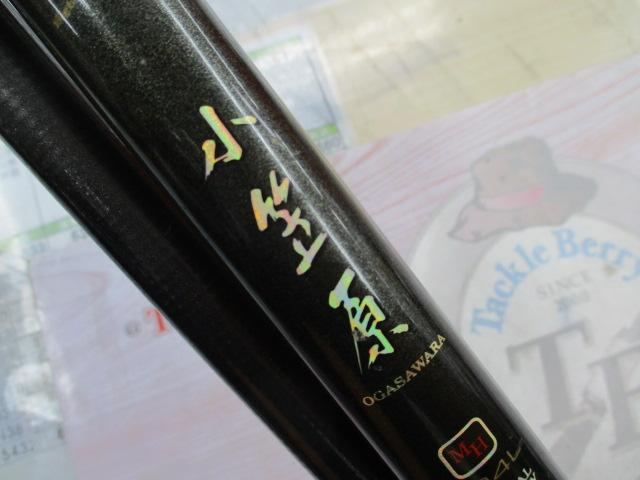 小笠原
OGASAWARA
MH
Tackle Berry
SINCE